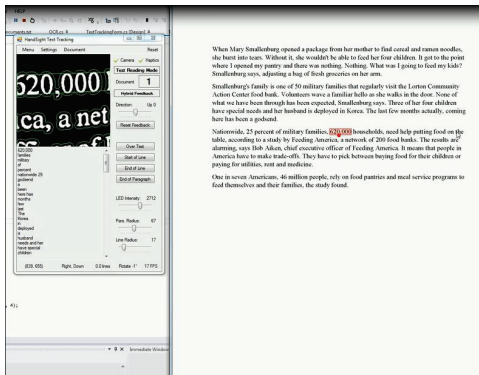 HELP
OCR.cs
TextTrackingForm.cs [Design]
HandSight Text Tracking
Menu Settings Document Reset
Camera Haptics
Text Reading Mode
Document 1
Hybrid Feedback
Direction: Up 0
Reset Feedback
Over Text
Start of Line
End of Line
End of Paragraph
LED Intensity: 2712
Para. Radius: 67
Line Radius: 17
620,000
ca, a net
620,000
families
military
of
percent
nationwide 25
godsend
a
been
here has
months
few
last
The
Korea
in
deployed
is
husband
needs and her
have special
children
Right, Down 0.0 lines Rotate -1° 17 FPS
4);
Immediate Window
When Mary Smallenburg opened a package from her mother to find cereal and ramen noodles,
she burst into tears. Without it, she wouldn't be able to feed her four children. It got to the point
where I opened my pantry and there was nothing. Nothing. What was I going to feed my kids?
Smallenburg says, adjusting a bag of fresh groceries on her arm.
Smallenburg's family is one of 50 military families that regularly visit the Lorton Community
Action Center food bank. Volunteers wave a familiar hello as she walks in the door. None of
what we have been through has been expected, Smallenburg says. Three of her four children
have special needs and her husband is deployed in Korea. The last few months actually, coming
here has been a godsend.
Nationwide, 25 percent of military families, 620,000 households, need help putting food on the
table, according to a study by Feeding America, a network of 200 food banks. The results are
alarming, says Bob Aiken, chief executive officer of Feeding America. It means that people in
America have to make trade-offs. They have to pick between buying food for their children or
paying for utilities, rent and medicine.
One in seven Americans, 46 million people, rely on food pantries and meal service programs to
feed themselves and their families, the study found.